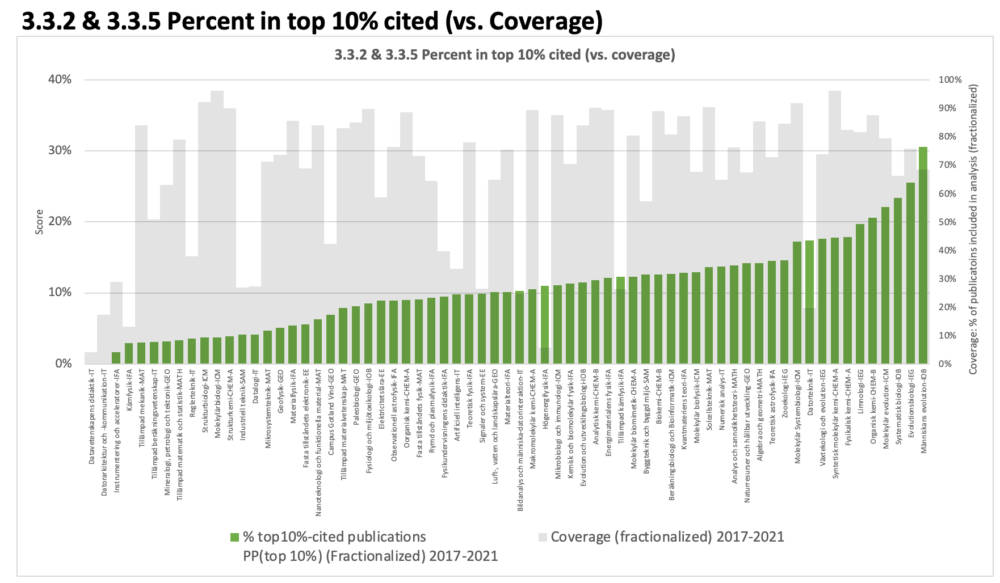 3.3.2 & 3.3.5 Percent in top 10% cited (vs. Coverage)
3.3.2 & 3.3.5 Percent in top 10% cited (vs. coverage)
40%
30%
20%
10%
0%
Score
100%
90%
80%
70%
60%
50%
40%
30%
20%
10%
0%
Coverage: % of publicatoins included in analysis (fractionalized)
Datavetenskapens didaktik-IT
Datorarkitektur och -kommunikation-IT
Instrumentering och acceleratorer-IFA
Kärnfysik-IFA
Tillämpad mekanik-MAT
Tillämpad beräkningsvetenskap-IT
Mineralogi, petrologi och tektonik-GEO
Tillämpad matematik och statistik-MATH
Reglerteknik-IT
Strukturbiologi-ICM
Molekylärbiologi-ICM
Strukturkemi-CHEM-A
Industriell teknik-SAM
Datalogi-IT
Mikrosystemteknik-MAT
Geofysik-GEO
Materialfysik-IFA
Fasta tillståndets elektronik-EE
Nanoteknologi och funktionella material-MAT
Campus Gotland Vind-GEO
Tillämpad materialvetenskap-MAT
Paleobiologi-GEO
Fysiologi och miljötoxikologi-IOB
Elektricitetslära-EE
Observationell astrofysik- IFA
Oorganisk kemi-CHEM-A
Fasta tillståndets fysik-MAT
Rymd och plasmafysik-IFA
Fysikundervisningens didaktik-IFA
Artificiell intelligens-IT
Teoretisk fysik-IFA
Signaler och system-EE
Luft-, vatten och landskapslära-GEO
Materialteori-IFA
Bildanalys och människa-datorinteraktion-IT
Makromolekylär kemi-CHEM-A
Högenergifysik-IFA
Mikrobiologi och immunologi-ICM
Kemisk och biomolekylär fysik-IFA
Evolution och utvecklingsbiologi-IOB
Analytisk kemi-CHEM-B
Energimaterialens fysik-IFA
Tillämpad kärnfysik-IFA
Molekylär biomimetik-CHEM-A
Byggteknik och byggd miljö-SAM
Biokemi-CHEM-B
Beräkningsbiologi och Bioinformatik-ICM
Kvantmateriens teori-IFA
Molekylär biofysik-ICM
Solcellsteknik-MAT
Numerisk analys-IT
Analys och sannolikhetsteori-MATH
Naturresurser och hållbar utveckling-GEO
Algebra och geometri-MATH
Teoretisk astrofysik-IFA
Zooekologi-IEG
Molekylär Systembiologi-ICM
Datorteknik-IT
Växtekologi och evolution-IEG
Syntetisk molekylär kemi-CHEM-A
Fysikalisk kemi-CHEM- A
Limnologi-IEG
Organisk kemi-CHEM-B
Molekylär evolution-ICM
Systematisk biologi-IOB
Evolutionsbiologi-IEG
Människans evolution-IOB
% top10%-cited publications
PP(top 10%) (Fractionalized) 2017-2021
Coverage (fractionalized) 2017-2021